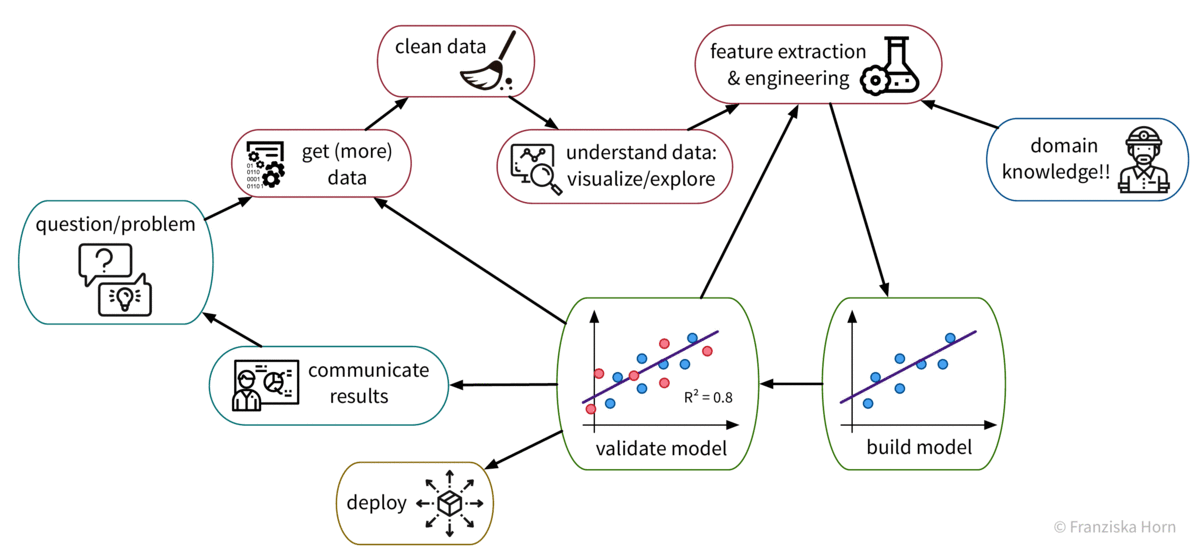 clean data
feature extraction
& engineering
get (more)
data
01
0110
0001
01101
understand data:
visualize/explore
domain
knowledge!!
question/problem
?
communicate
results
R² = 0.8
validate model
build model
deploy
© Franziska Horn